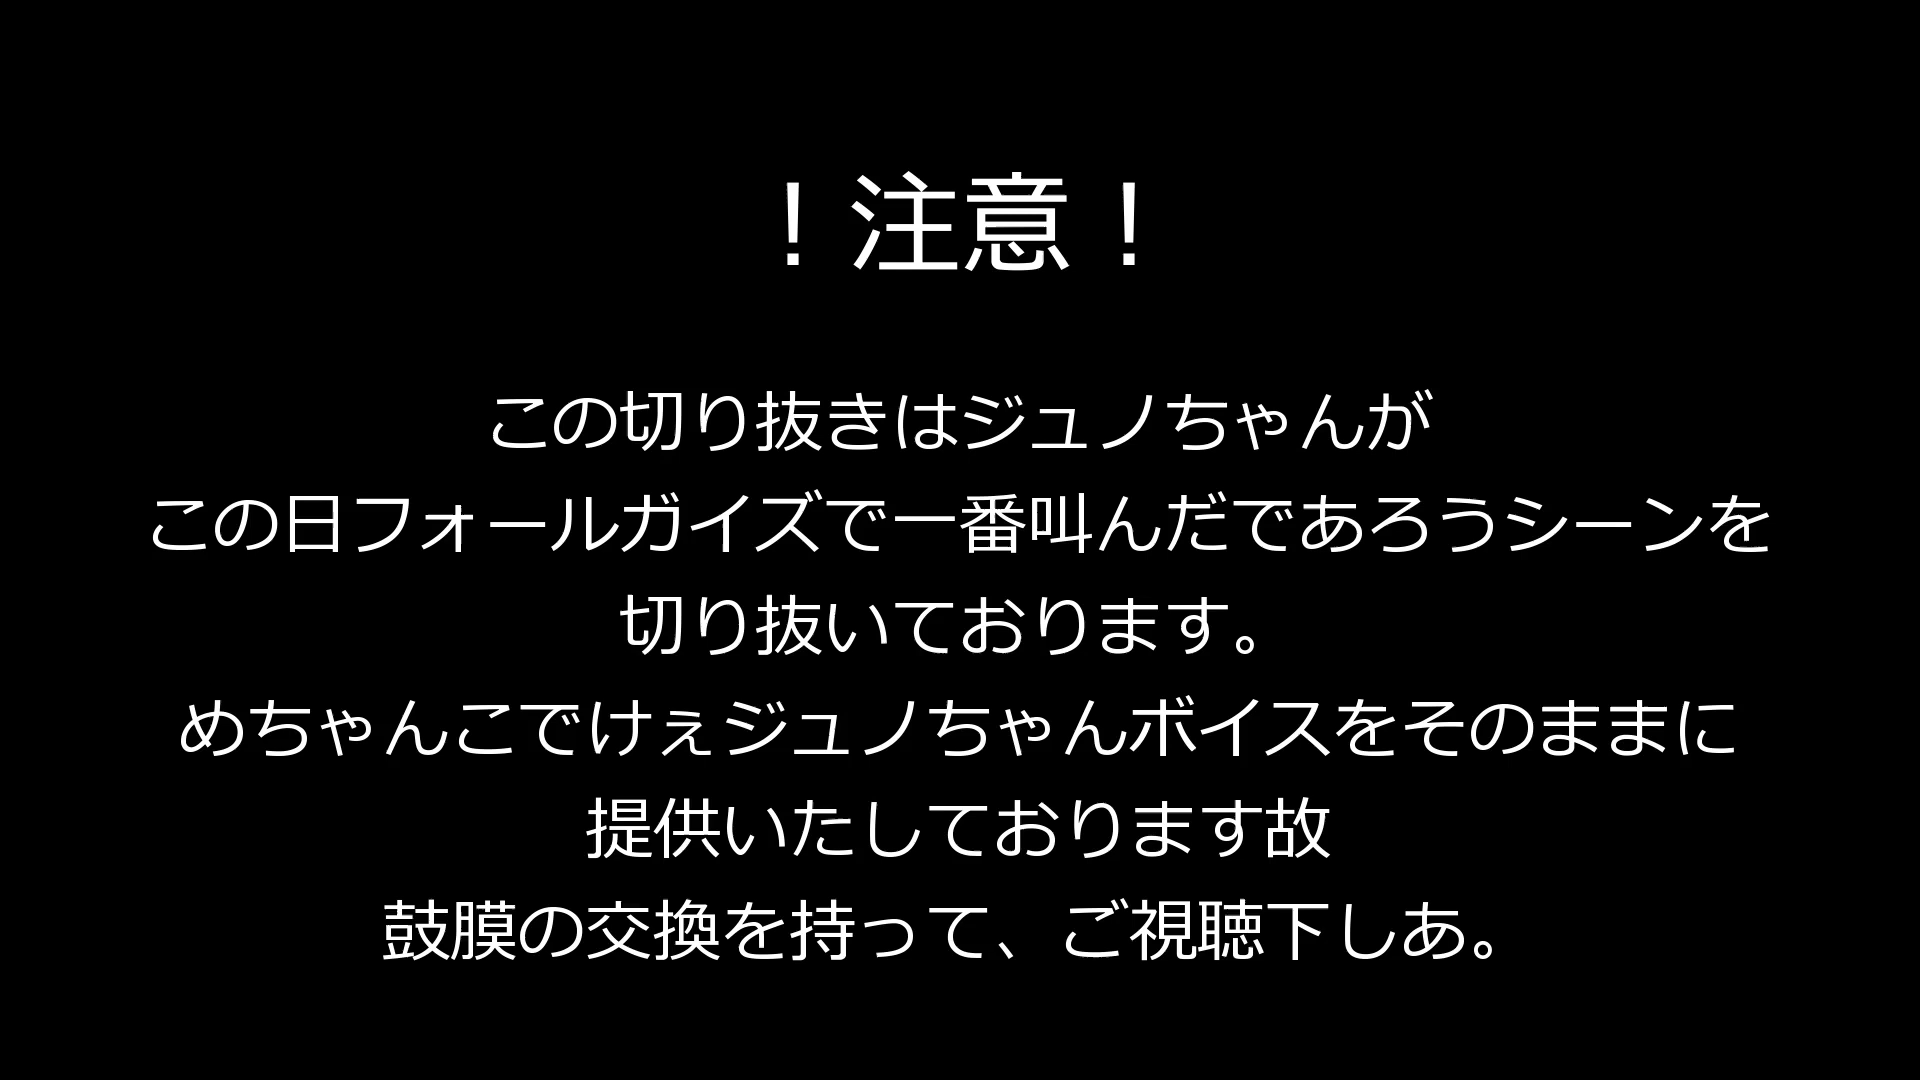 ！注意！
この切り抜きはジュノちゃんが
この日フォールガイズで一番叫んだであろうシーンを
切り抜いております。
めちゃんこでけぇジュノちゃんボイスをそのままに
提供いたしております故
鼓膜の交換を持って、ご視聴下しあ。